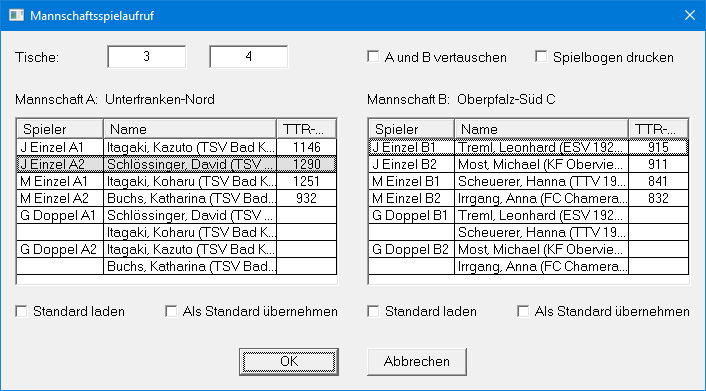 Mannschaftsspielaufruf
Tische: 3 4 A und B vertauschen Spielbogen drucken
Mannschaft A: Unterfranken-Nord
Spieler Name TTR-...
J Einzel A1 Itagaki, Kazuto (TSV Bad K... 1146
J Einzel A2 Schlössinger, David (TSV ... 1290
M Einzel A1 Itagaki, Koharu (TSV Bad K... 1251
M Einzel A2 Buchs, Katharina (TSV Bad... 932
G Doppel A1 Schlössinger, David (TSV ...
Itagaki, Koharu (TSV Bad K...
G Doppel A2 Itagaki, Kazuto (TSV Bad K...
Buchs, Katharina (TSV Bad...
Standard laden Als Standard übernehmen
Mannschaft B: Oberpfalz-Süd C
Spieler Name TTR-...
J Einzel B1 Treml, Leonhard (ESV 192... 915
J Einzel B2 Most, Michael (KF Obervie... 911
M Einzel B1 Scheuerer, Hanna (TTV 19... 841
M Einzel B2 Irrgang, Anna (FC Chamera... 832
G Doppel B1 Treml, Leonhard (ESV 192...
Scheuerer, Hanna (TTV 19...
G Doppel B2 Most, Michael (KF Obervie...
Irrgang, Anna (FC Chamera...
Standard laden Als Standard übernehmen
OK Abbrechen